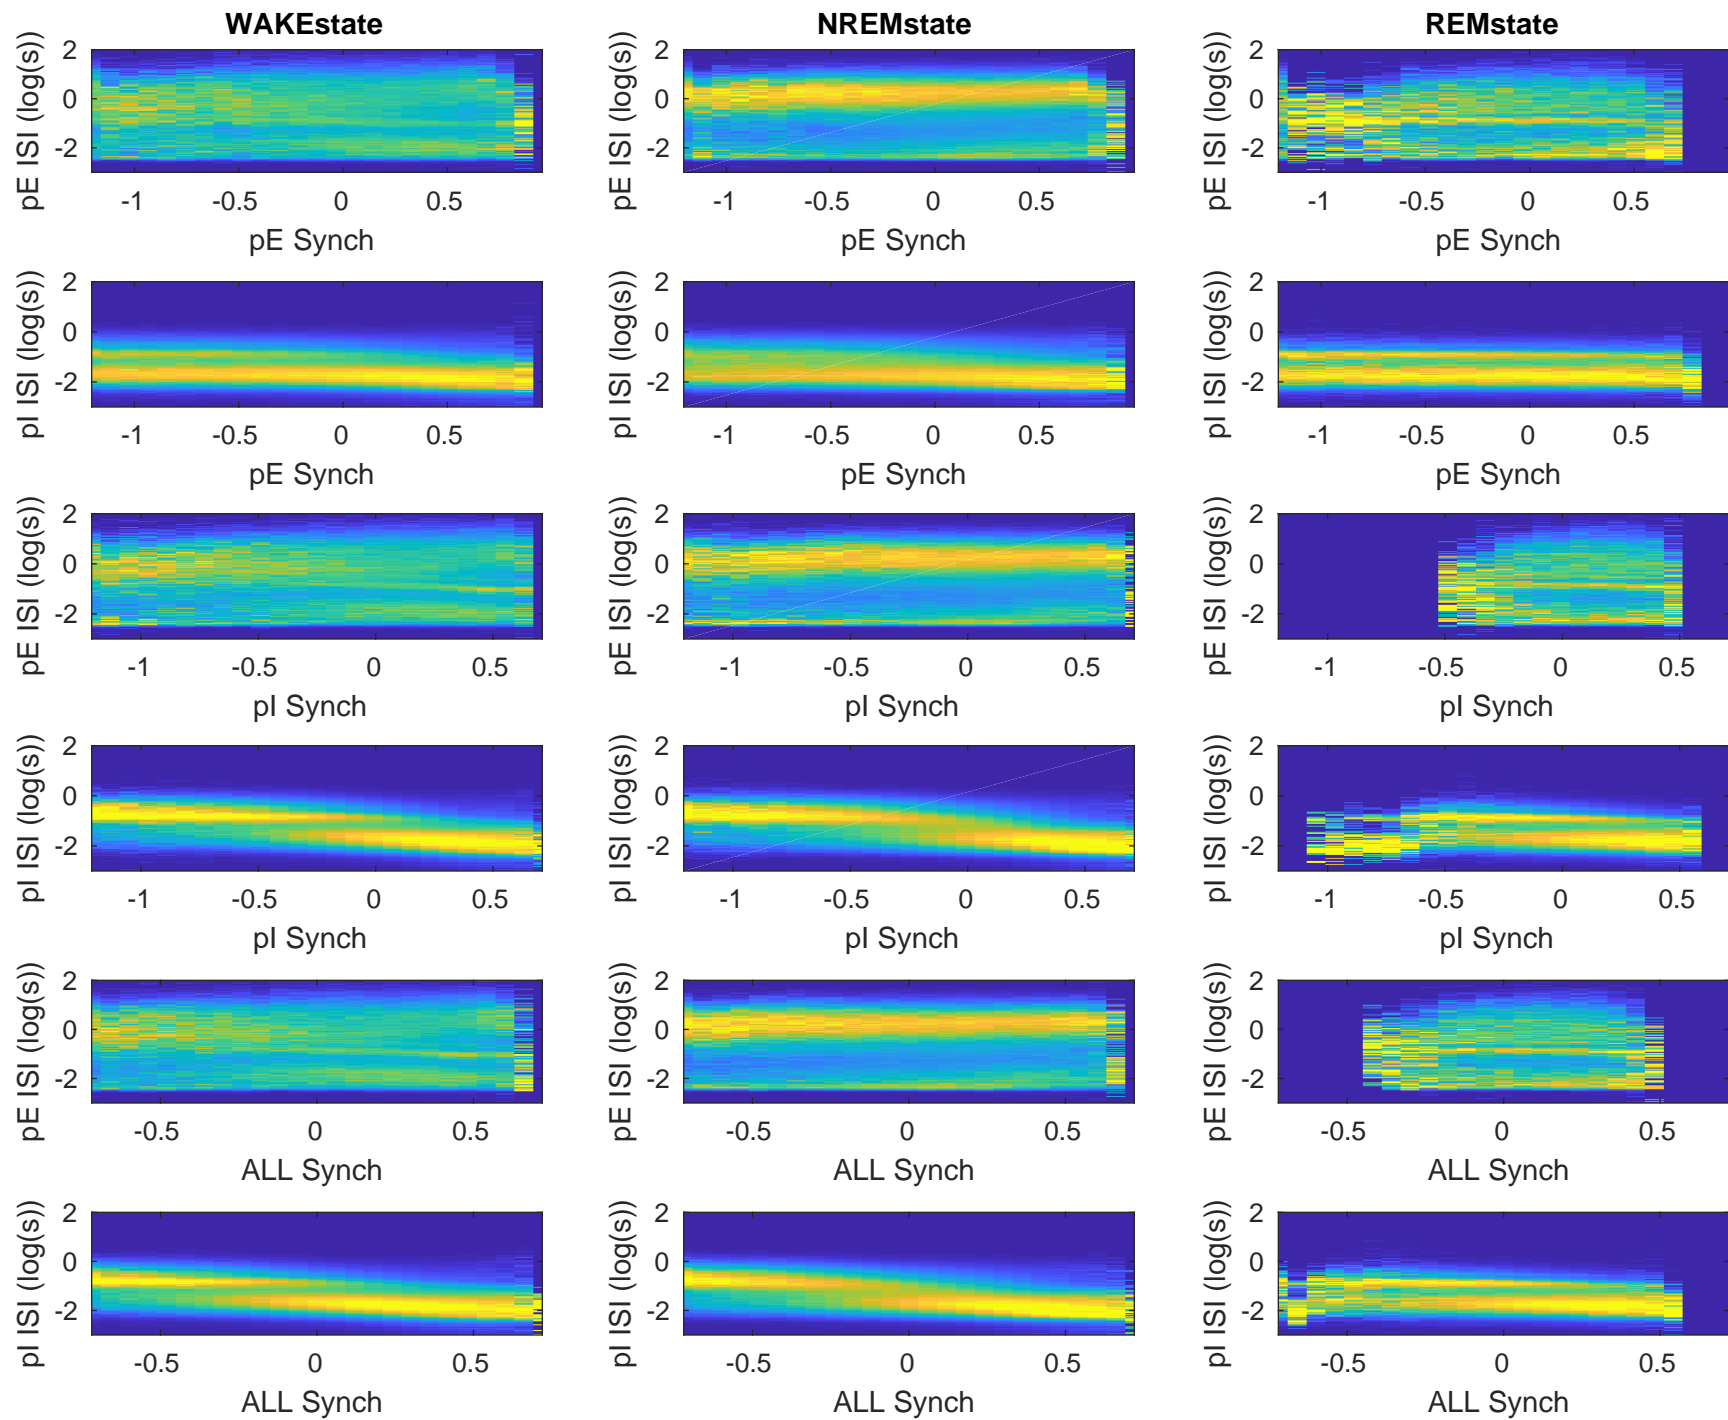 WAKEstate NREMstate REMstate
pE ISI (log(s)) 2 0 -2 pE ISI (log(s)) 2 0 -2 pE ISI (log(s)) 2 0 -2
-1 -0.5 0 0.5 -1 -0.5 0 0.5 -1 -0.5 0 0.5
pE Synch pE Synch pE Synch
pI ISI (log(s)) 2 0 -2 pI ISI (log(s)) 2 0 -2 pI ISI (log(s)) 2 0 -2
-1 -0.5 0 0.5 -1 -0.5 0 0.5 -1 -0.5 0 0.5
pE Synch pE Synch pE Synch
pE ISI (log(s)) 2 0 -2 pE ISI (log(s)) 2 0 -2 pE ISI (log(s)) 2 0 -2
-1 -0.5 0 0.5 -1 -0.5 0 0.5 -1 -0.5 0 0.5
pI Synch pI Synch pI Synch
pI ISI (log(s)) 2 0 -2 pI ISI (log(s)) 2 0 -2 pI ISI (log(s)) 2 0 -2
-1 -0.5 0 0.5 -1 -0.5 0 0.5 -1 -0.5 0 0.5
pI Synch pI Synch pI Synch
pE ISI (log(s)) 2 0 -2 pE ISI (log(s)) 2 0 -2 pE ISI (log(s)) 2 0 -2
-0.5 0 0.5 -0.5 0 0.5 -0.5 0 0.5
ALL Synch ALL Synch ALL Synch
pI ISI (log(s)) 2 0 -2 pI ISI (log(s)) 2 0 -2 pI ISI (log(s)) 2 0 -2
-0.5 0 0.5 -0.5 0 0.5 -0.5 0 0.5
ALL Synch ALL Synch ALL Synch